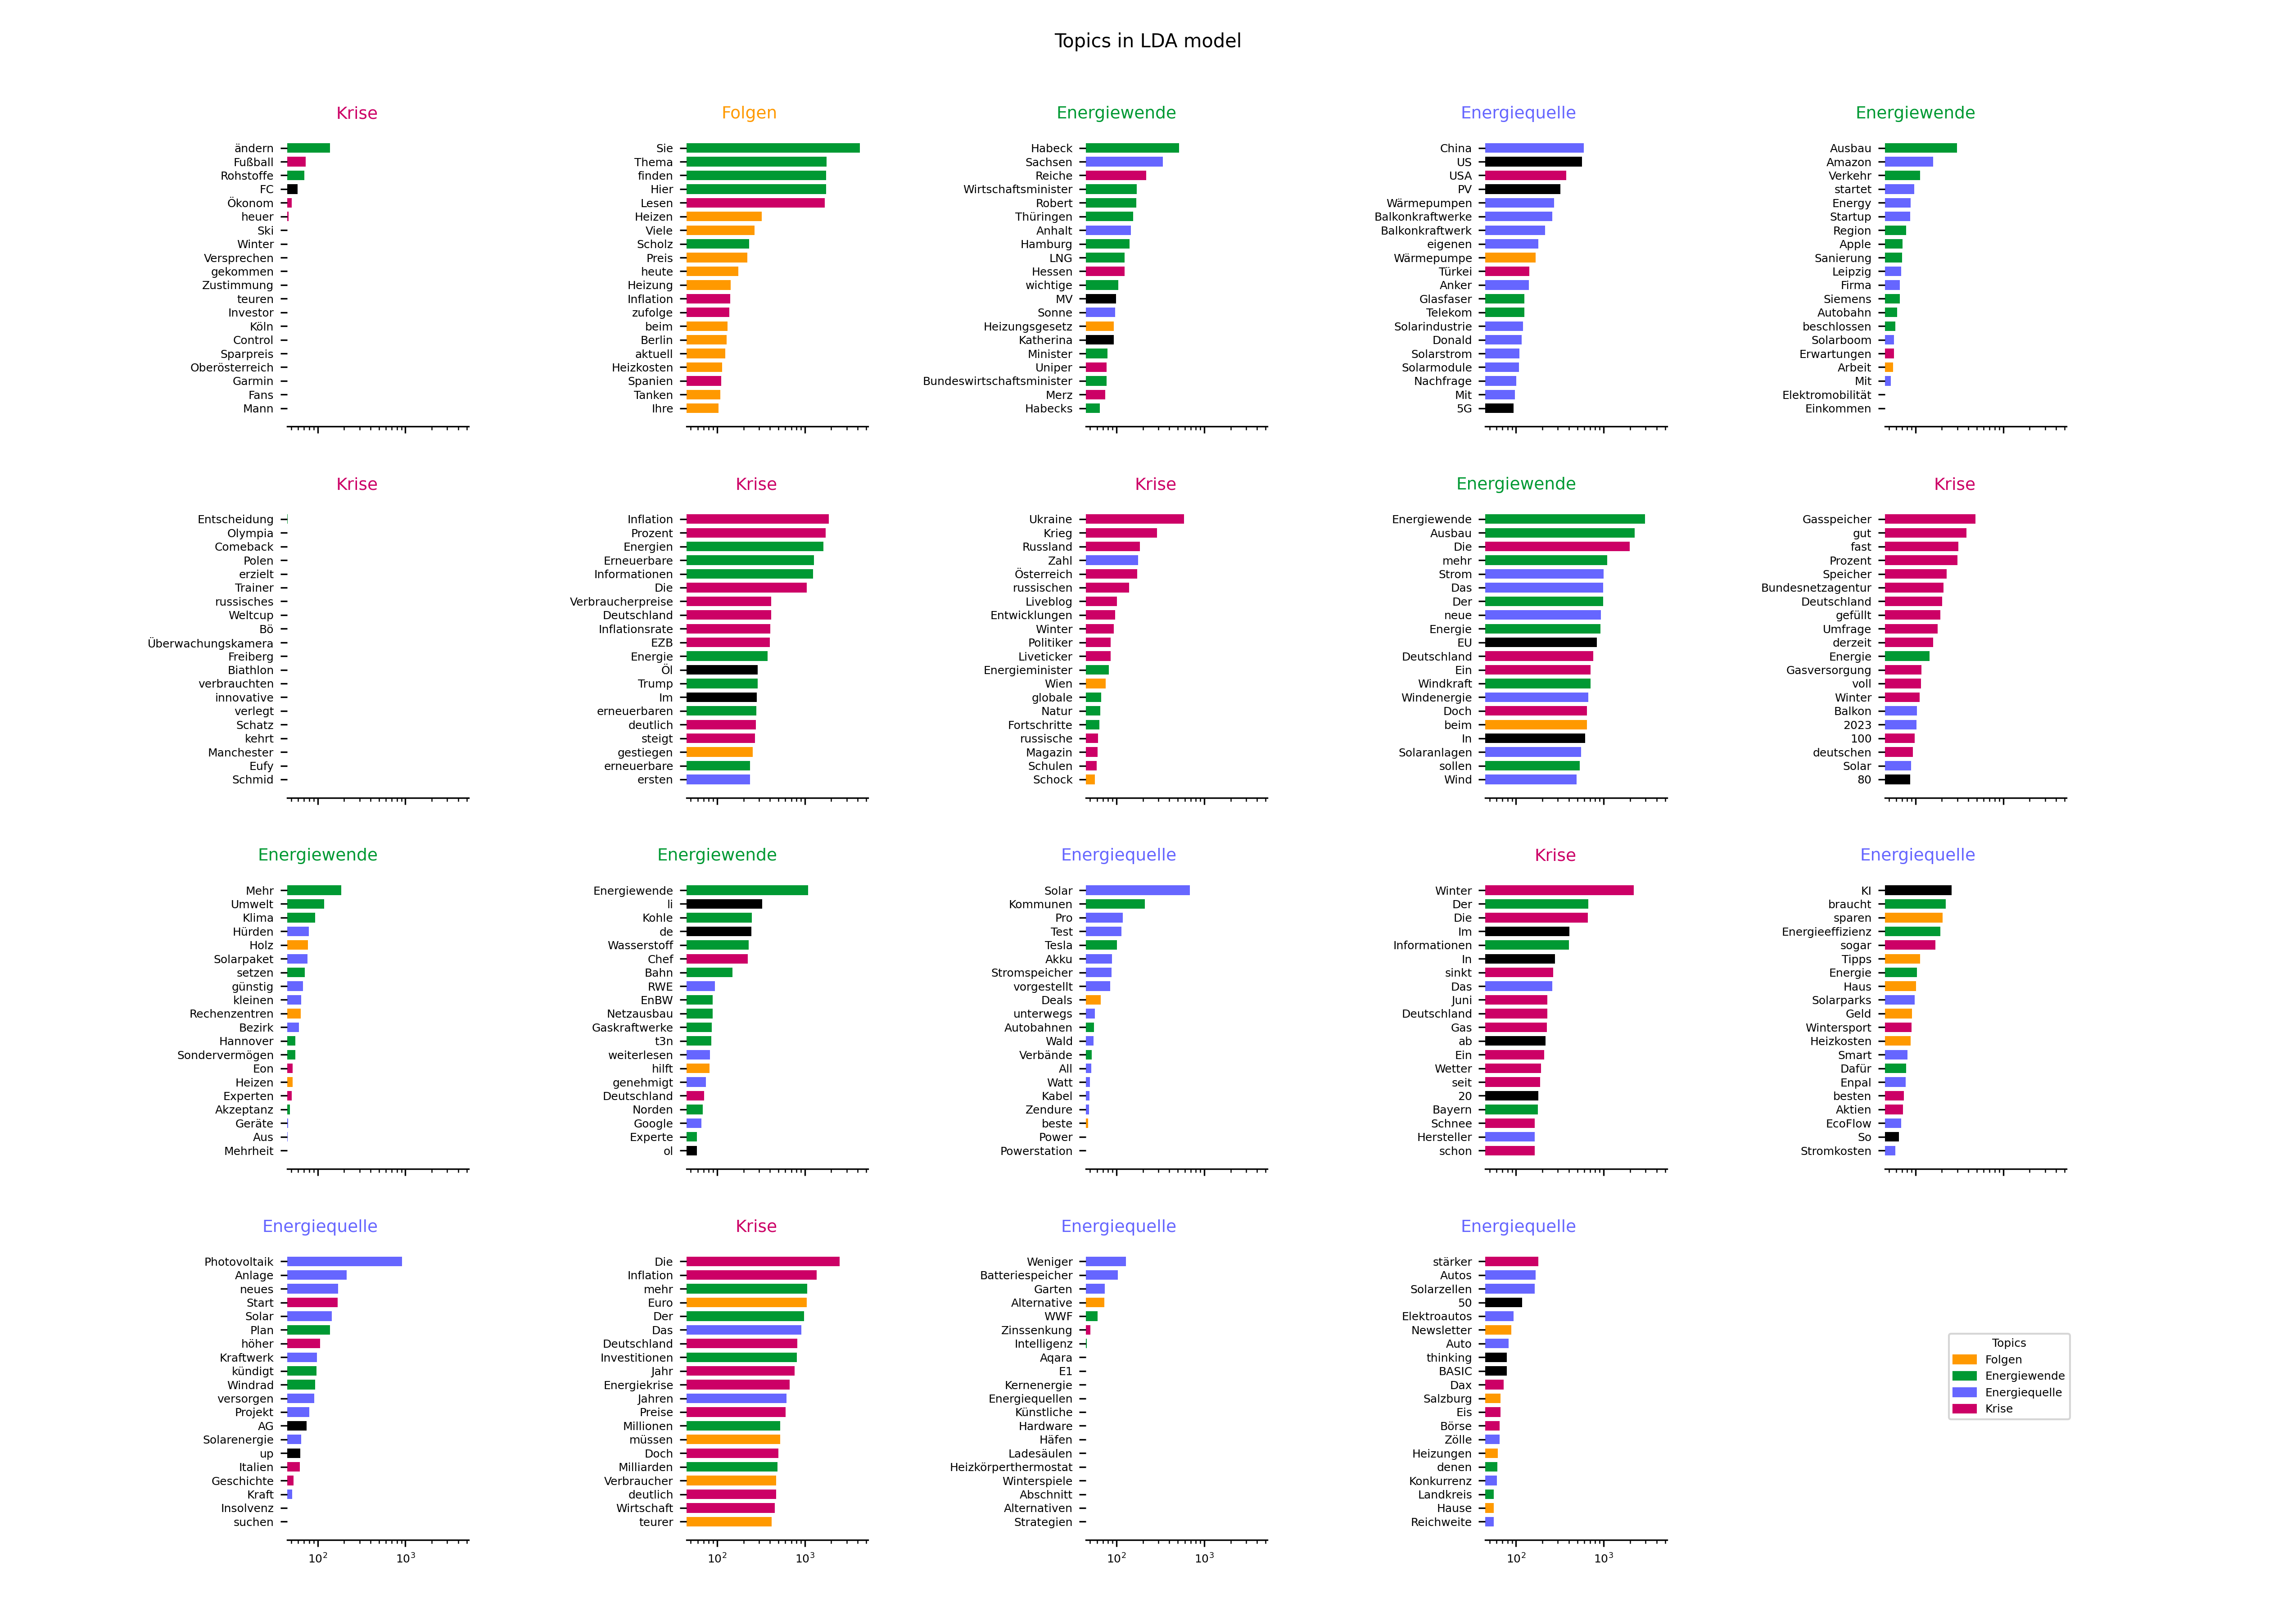 Topics in LDA model
Krise
ändern
Fußball
Rohstoffe
FC
Ökonom
heuer
Ski
Winter
Versprechen
gekommen
Zustimmung
teuren
Investor
Köln
Control
Sparpreis
Oberösterreich
Garmin
Fans
Mann
Folgen
Sie
Thema
finden
Hier
Lesen
Heizen
Viele
Scholz
Preis
heute
Heizung
Inflation
zufolge
beim
Berlin
aktuell
Heizkosten
Spanien
Tanken
Ihre
Energiewende
Habeck
Sachsen
Reiche
Wirtschaftsminister
Robert
Thüringen
Anhalt
Hamburg
LNG
Hessen
wichtige
MV
Sonne
Heizungsgesetz
Katherina
Minister
Uniper
Bundeswirtschaftsminister
Merz
Habecks
Energiequelle
China
US
USA
PV
Wärmepumpen
Balkonkraftwerke
Balkonkraftwerk
eigenen
Wärmepumpe
Türkei
Anker
Glasfaser
Telekom
Solarindustrie
Donald
Solarstrom
Solarmodule
Nachfrage
Mit
5G
Energiewende
Ausbau
Amazon
Verkehr
startet
Energy
Startup
Region
Apple
Sanierung
Leipzig
Firma
Siemens
Autobahn
beschlossen
Solarboom
Erwartungen
Arbeit
Mit
Elektromobilität
Einkommen
Krise
Entscheidung
Olympia
Comeback
Polen
erzielt
Trainer
russisches
Weltcup
Bö
Überwachungskamera
Freiberg
Biathlon
verbrauchten
innovative
verlegt
Schatz
kehrt
Manchester
Eufy
Schmid
Krise
Inflation
Prozent
Energien
Erneuerbare
Informationen
Die
Verbraucherpreise
Deutschland
Inflationsrate
EZB
Energie
Öl
Trump
Im
erneuerbaren
deutlich
steigt
gestiegen
erneuerbare
ersten
Krise
Ukraine
Krieg
Russland
Zahl
Österreich
russischen
Liveblog
Entwicklungen
Winter
Politiker
Liveticker
Energieminister
Wien
globale
Natur
Fortschritte
russische
Magazin
Schulen
Schock
Energiewende
Energiewende
Ausbau
Die
mehr
Strom
Das
Der
neue
Energie
EU
Deutschland
Ein
Windkraft
Windenergie
Doch
beim
In
Solaranlagen
sollen
Wind
Krise
Gasspeicher
gut
fast
Prozent
Speicher
Bundesnetzagentur
Deutschland
gefüllt
Umfrage
derzeit
Energie
Gasversorgung
voll
Winter
Balkon
2023
100
deutschen
Solar
80
Energiewende
Mehr
Umwelt
Klima
Hürden
Holz
Solarpaket
setzen
günstig
kleinen
Rechenzentren
Bezirk
Hannover
Sondervermögen
Eon
Heizen
Experten
Akzeptanz
Geräte
Aus
Mehrheit
Energiewende
Energiewende
li
Kohle
de
Wasserstoff
Chef
Bahn
RWE
EnBW
Netzausbau
Gaskraftwerke
t3n
weiterlesen
hilft
genehmigt
Deutschland
Norden
Google
Experte
ol
Energiequelle
Solar
Kommunen
Pro
Test
Tesla
Akku
Stromspeicher
vorgestellt
Deals
unterwegs
Autobahnen
Wald
Verbände
All
Watt
Kabel
Zendure
beste
Power
Powerstation
Krise
Winter
Der
Die
Im
Informationen
In
sinkt
Das
Juni
Deutschland
Gas
ab
Ein
Wetter
seit
20
Bayern
Schnee
Hersteller
schon
Energiequelle
KI
braucht
sparen
Energieeffizienz
sogar
Tipps
Energie
Haus
Solarparks
Geld
Wintersport
Heizkosten
Smart
Dafür
Enpal
besten
Aktien
EcoFlow
So
Stromkosten
Energiequelle
Photovoltaik
Anlage
neues
Start
Solar
Plan
höher
Kraftwerk
kündigt
Windrad
versorgen
Projekt
AG
Solarenergie
up
Italien
Geschichte
Kraft
Insolvenz
suchen
10² 10³
Krise
Die
Inflation
mehr
Euro
Der
Das
Deutschland
Investitionen
Jahr
Energiekrise
Jahren
Preise
Millionen
müssen
Doch
Milliarden
Verbraucher
deutlich
Wirtschaft
teurer
10² 10³
Energiequelle
Weniger
Batteriespeicher
Garten
Alternative
WWF
Zinssenkung
Intelligenz
Aqara
E1
Kernenergie
Energiequellen
Künstliche
Hardware
Häfen
Ladesäulen
Heizkörperthermostat
Winterspiele
Abschnitt
Alternativen
Strategien
10² 10³
Energiequelle
stärker
Autos
Solarzellen
50
Elektroautos
Newsletter
Auto
thinking
BASIC
Dax
Salzburg
Eis
Börse
Zölle
Heizungen
denen
Konkurrenz
Landkreis
Hause
Reichweite
10² 10³
Topics
Folgen
Energiewende
Energiequelle
Krise